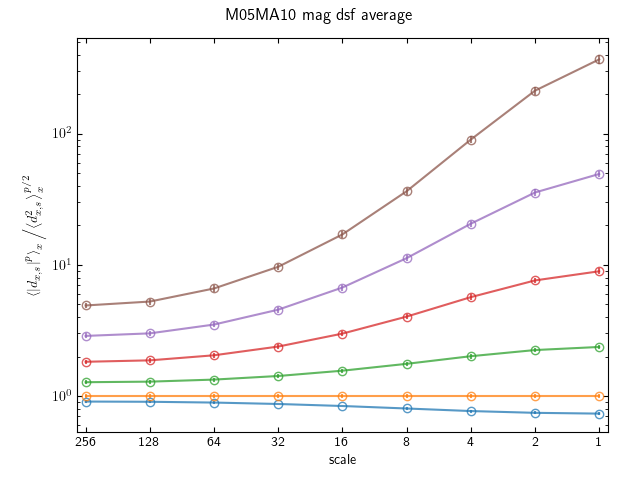 M05MA10 mag dsf average
⟨|d_{x,s}|^p⟩_x / ⟨d_{x,s}^2⟩_x^{p/2}
10^2
10^1
10^0
256 128 64 32 16 8 4 2 1
scale